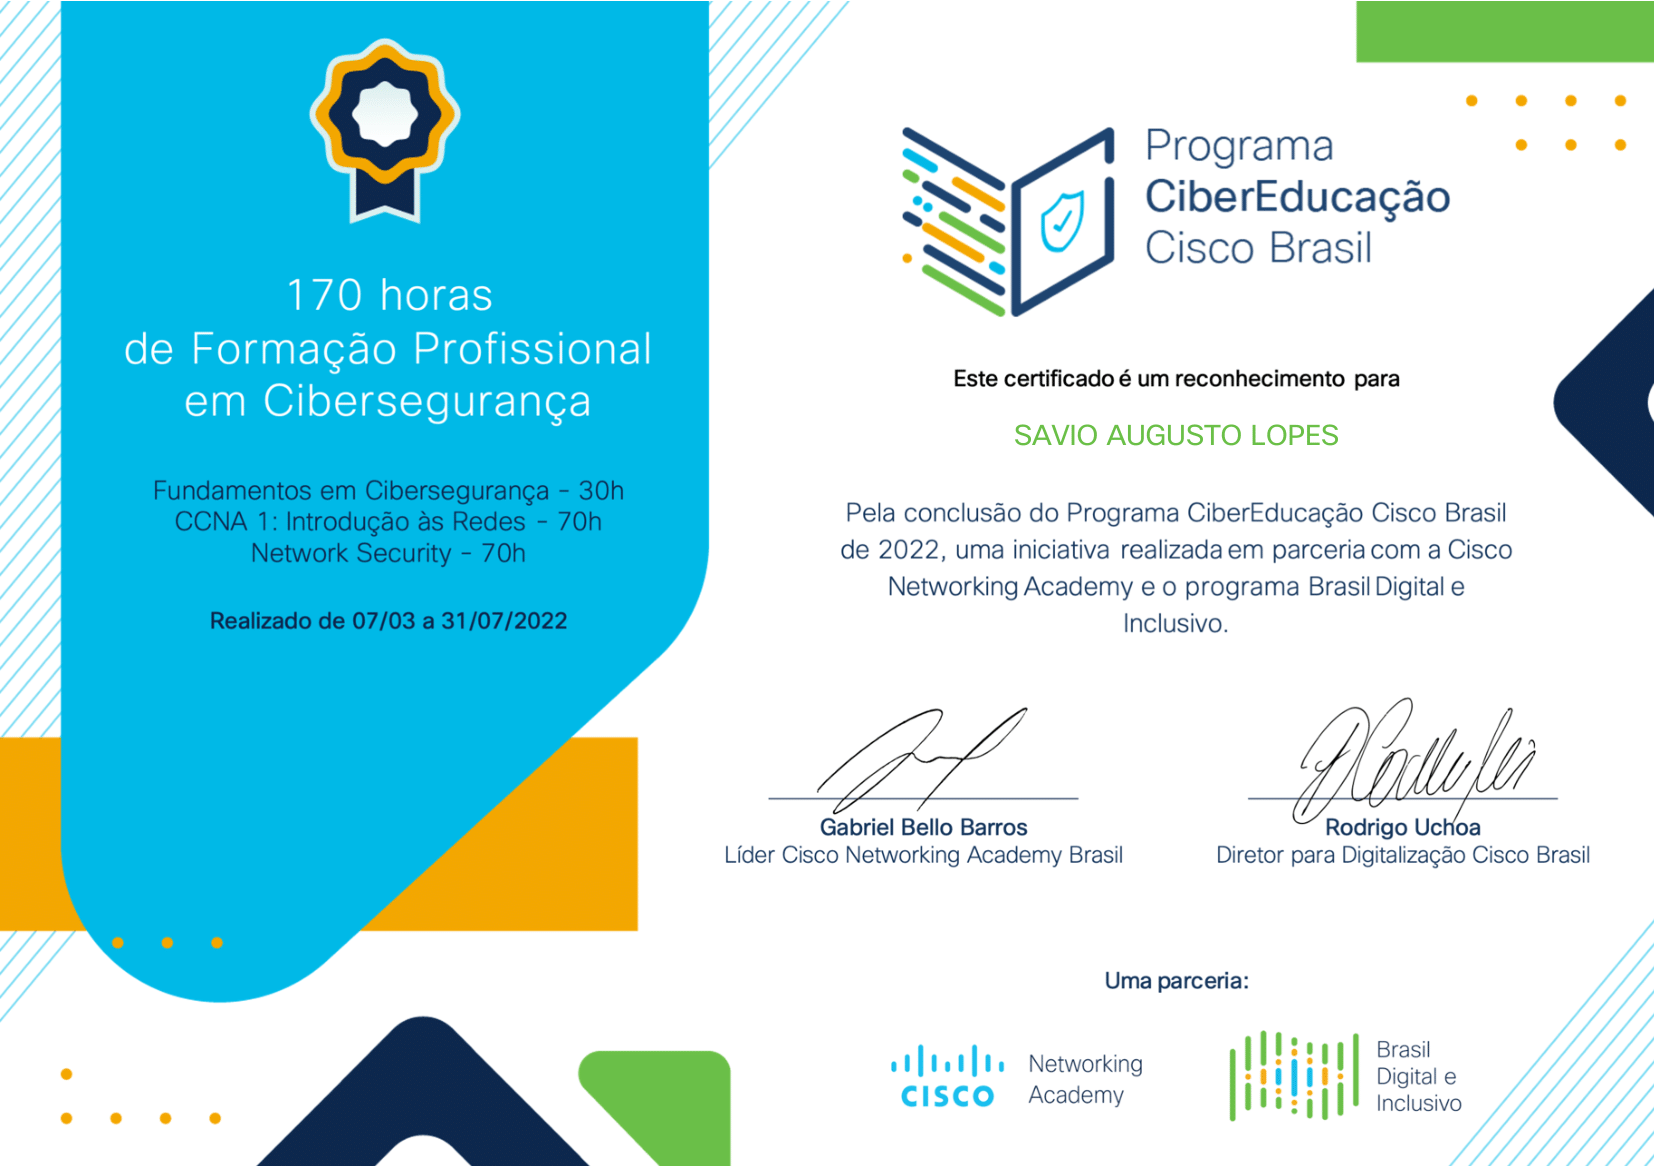 170 horas
de Formação Profissional
em Cibersegurança
Fundamentos em Cibersegurança - 30h
CCNA 1: Introdução às Redes - 70h
Network Security - 70h
Realizado de 07/03 a 31/07/2022
Programa
CiberEducação
Cisco Brasil
Este certificado é um reconhecimento para
SAVIO AUGUSTO LOPES
Pela conclusão do Programa CiberEducação Cisco Brasil
de 2022, uma iniciativa realizada em parceria com a Cisco
Networking Academy e o programa Brasil Digital e
Inclusivo.
Gabriel Bello Barros
Líder Cisco Networking Academy Brasil
Rodrigo Uchoa
Diretor para Digitalização Cisco Brasil
Uma parceria:
CISCO
Networking
Academy
Brasil
Digital e
Inclusivo